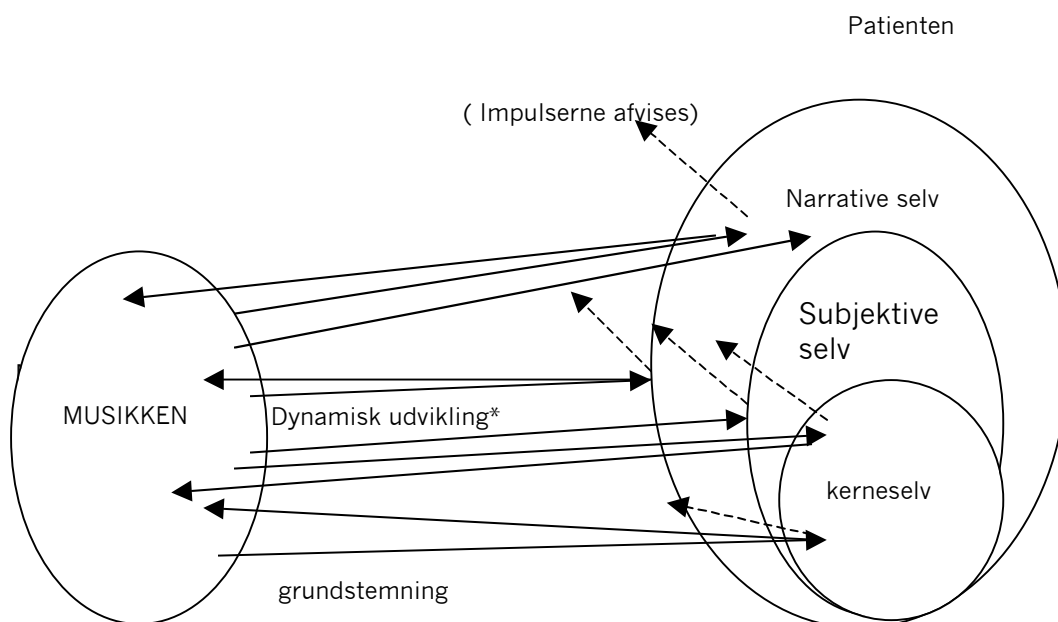 Patienten
( Impulserne afvises)
Narrative selv
Subjektive
selv
MUSIKKEN
Dynamisk udvikling*
kerneselv
grundstemning